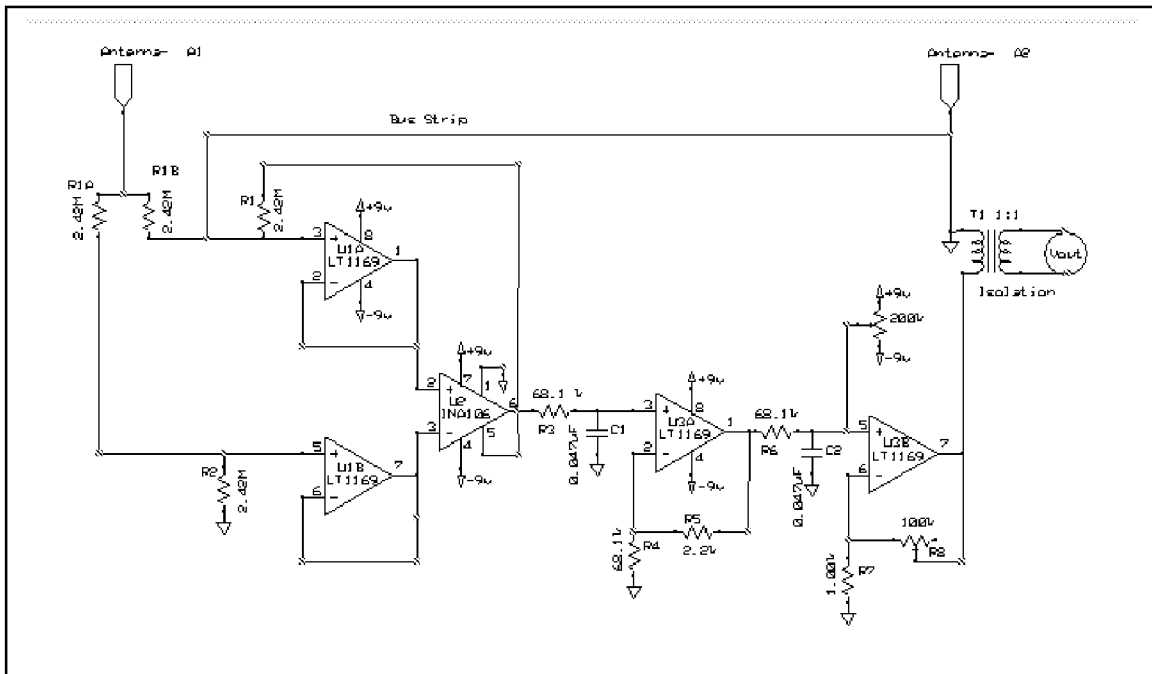 Antenna- A1
Antenna- A2
Bus Strip
R1A
2.42M
R1B
2.42M
R1
2.42M
+9v
3
+
8
U1A
LT1169
1
2
-
4
-9v
T1 1:1
Vout
Isolation
+9v
200k
-9v
+9v
7
1
2
+
U2
INA106
6
3
-
5
4
-9v
68.1 k
R3
C1
0.047uF
+9v
3
+
8
U3A
LT1169
1
2
-
4
-9v
68.1k
R6
C2
0.047uF
5
+
U3B
LT1169
7
6
-
5
+
U1B
LT1169
7
6
-
R2
2.42M
R5
2.2k
68.1k
R4
100k
R8
1.00k
R7